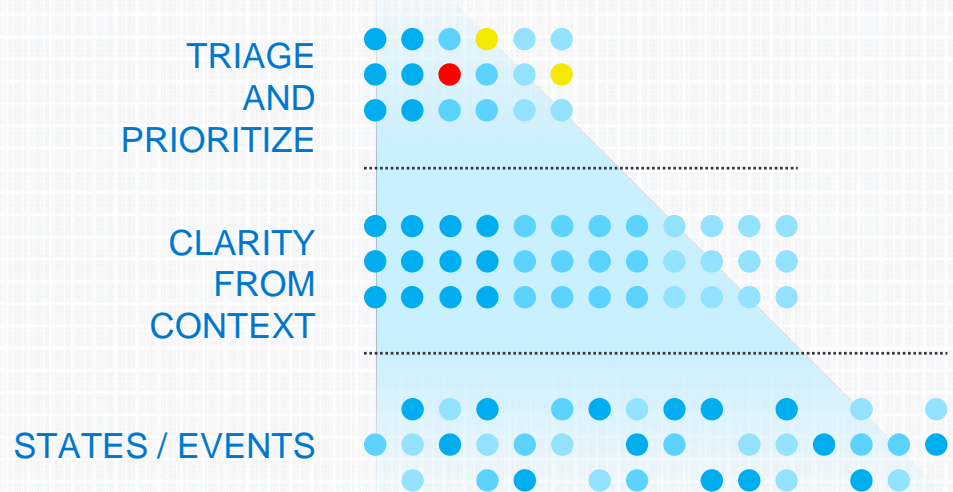 TRIAGE
AND
PRIORITIZE
CLARITY
FROM
CONTEXT
STATES / EVENTS